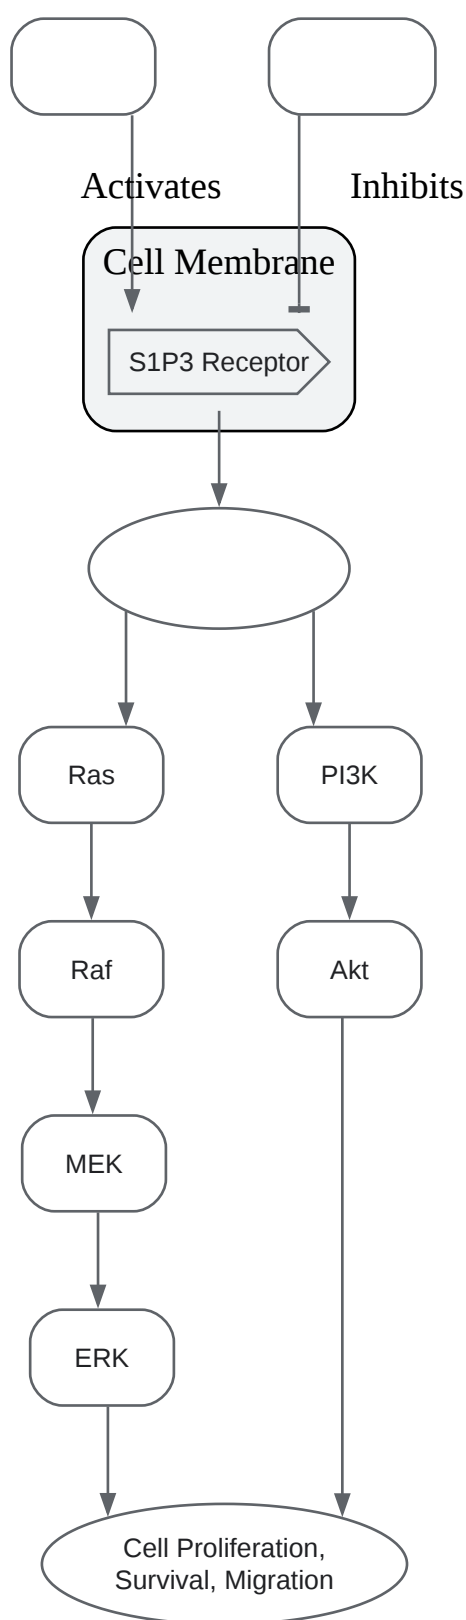 Activates
Inhibits
Cell Membrane
S1P3 Receptor
Ras
PI3K
Raf
Akt
MEK
ERK
Cell Proliferation,
Survival, Migration